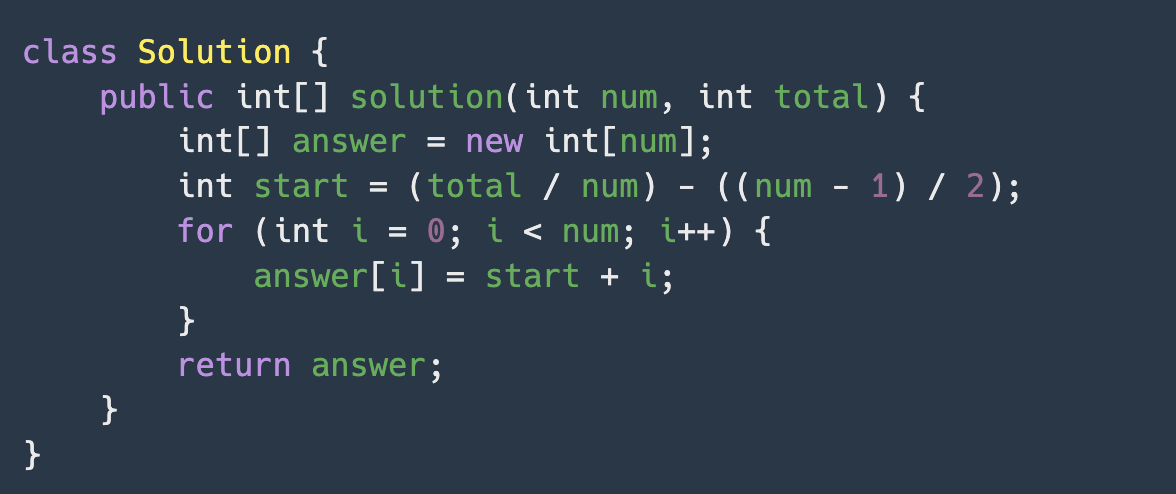 class Solution {
    public int[] solution(int num, int total) {
        int[] answer = new int[num];
        int start = (total / num) - ((num - 1) / 2);
        for (int i = 0; i < num; i++) {
            answer[i] = start + i;
        }
        return answer;
    }
}